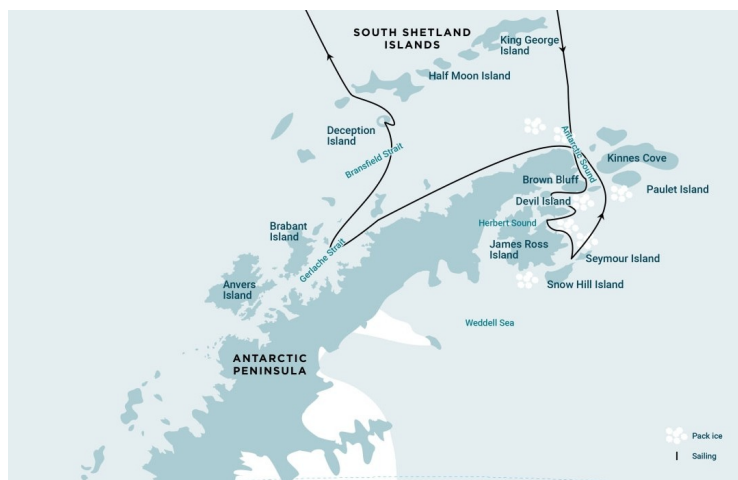 SOUTH SHETLAND
ISLANDS
King George
Island
Half Moon Island
Deception
Island
Bransfield Strait
Antarctic Sound
Kinnes Cove
Brown Bluff
Paulet Island
Devil Island
Herbert Sound
Brabant
Island
James Ross
Island
Gerlache Strait
Seymour Island
Anvers
Island
Snow Hill Island
Weddell Sea
ANTARCTIC
PENINSULA
Pack ice
Sailing